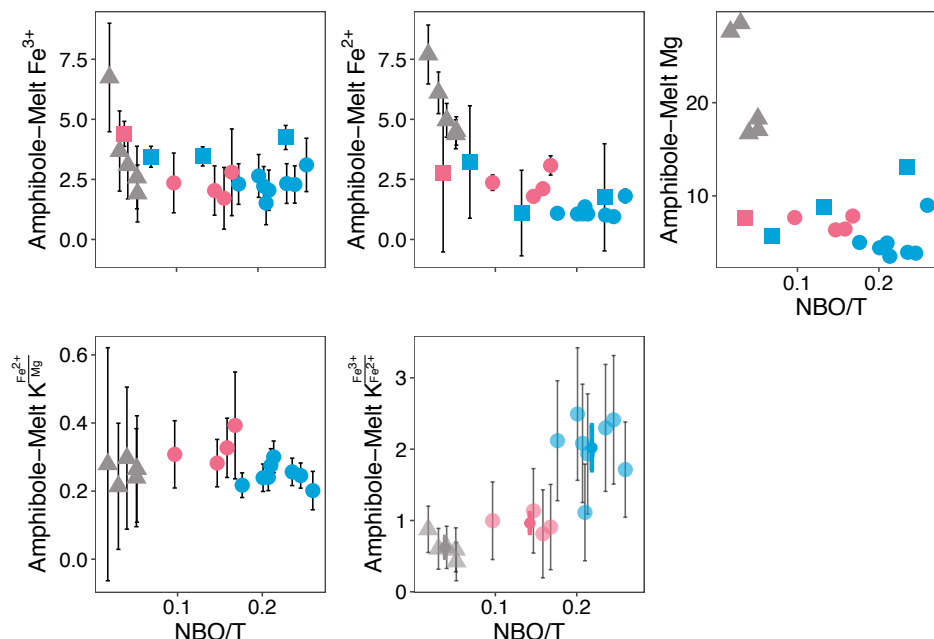 Amphibole–Melt Fe3+
7.5
5.0
2.5
0.0
Amphibole–Melt Fe2+
7.5
5.0
2.5
0.0
Amphibole–Melt Mg
20
10
0.1 0.2
NBO/T
Amphibole–Melt K Fe2+ Mg
0.6
0.4
0.2
0.0
0.1 0.2
NBO/T
Amphibole–Melt K Fe3+ Fe2+
3
2
1
0
0.1 0.2
NBO/T